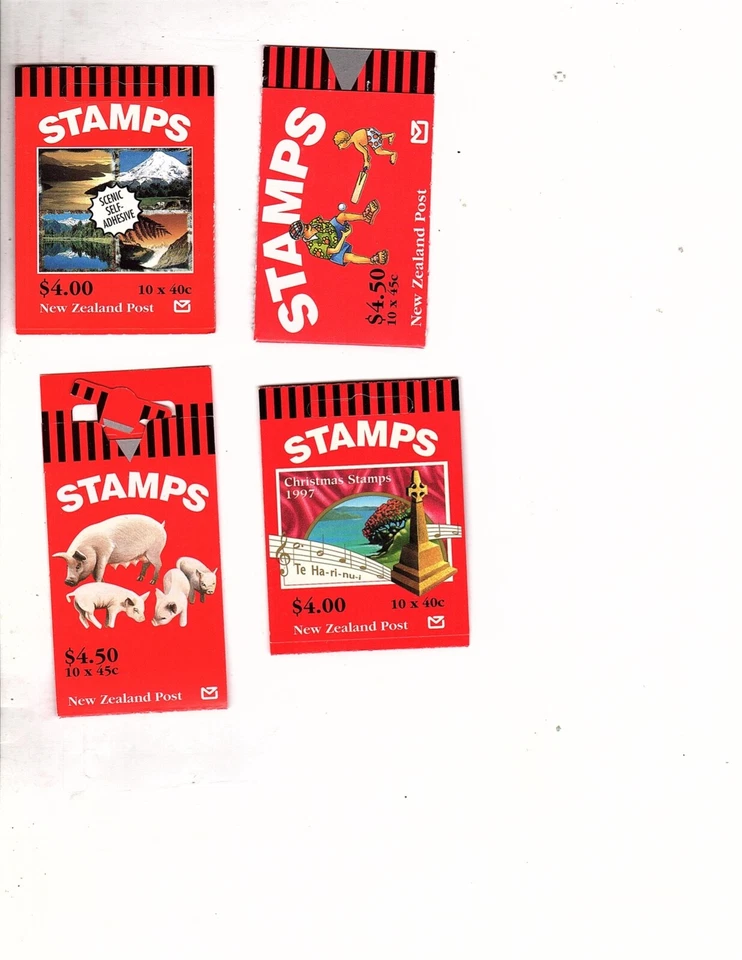 STAMPS
SCENIC
SELF-
ADHESIVE
$4.00 10 x 40c
New Zealand Post
STAMPS
$4.50
10 x 45c
New Zealand Post
STAMPS
$4.50
10 x 45c
New Zealand Post
STAMPS
Christmas Stamps
1997
Te Ha-ri-nui
$4.00 10 x 40c
New Zealand Post